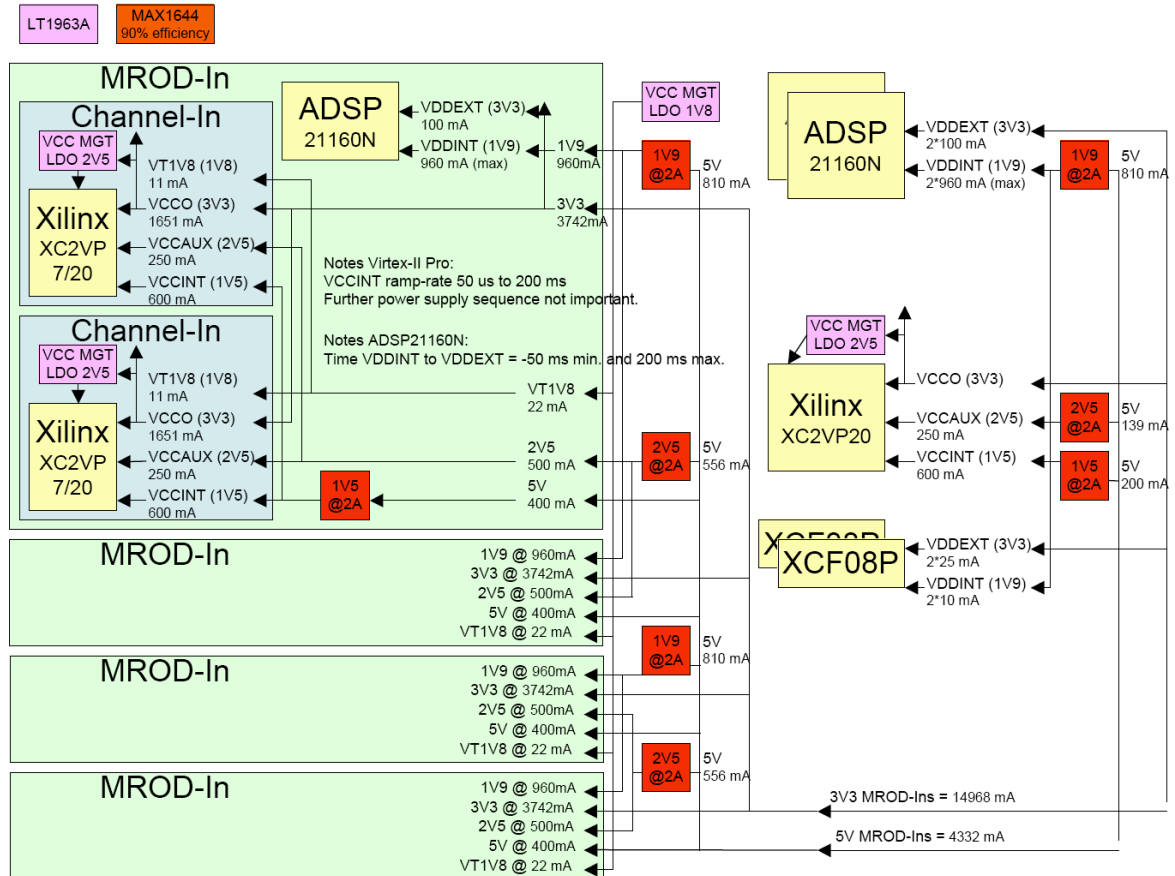 LT1963A
MAX1644
90% efficiency
MROD-In
Channel-In
VCC MGT
LDO 2V5
Xilinx
XC2VP
7/20
VT1V8 (1V8)
11 mA
VCCO (3V3)
1651 mA
VCCAUX (2V5)
250 mA
VCCINT (1V5)
600 mA
ADSP
21160N
VDDEXT (3V3)
100 mA
VDDINT (1V9)
960 mA (max)
1V9
960mA
3V3
3742mA
Notes Virtex-II Pro:
VCCINT ramp-rate 50 us to 200 ms
Further power supply sequence not important.
Notes ADSP21160N:
Time VDDINT to VDDEXT = -50 ms min. and 200 ms max.
Channel-In
VCC MGT
LDO 2V5
Xilinx
XC2VP
7/20
VT1V8 (1V8)
11 mA
VCCO (3V3)
1651 mA
VCCAUX (2V5)
250 mA
VCCINT (1V5)
600 mA
1V5
@2A
VT1V8
22 mA
2V5
500 mA
5V
400 mA
MROD-In
1V9 @ 960mA
3V3 @ 3742mA
2V5 @ 500mA
5V @ 400mA
VT1V8 @ 22 mA
MROD-In
1V9 @ 960mA
3V3 @ 3742mA
2V5 @ 500mA
5V @ 400mA
VT1V8 @ 22 mA
MROD-In
1V9 @ 960mA
3V3 @ 3742mA
2V5 @ 500mA
5V @ 400mA
VT1V8 @ 22 mA
VCC MGT
LDO 1V8
1V9
@2A
5V
810 mA
2V5
@2A
5V
556 mA
1V9
@2A
5V
810 mA
2V5
@2A
5V
556 mA
ADSP
21160N
VDDEXT (3V3)
2*100 mA
VDDINT (1V9)
2*960 mA (max)
1V9
@2A
5V
810 mA
VCC MGT
LDO 2V5
Xilinx
XC2VP20
VCCO (3V3)
VCCAUX (2V5)
250 mA
VCCINT (1V5)
600 mA
2V5
@2A
5V
139 mA
1V5
@2A
5V
200 mA
XCF08P
XCF08P
VDDEXT (3V3)
2*25 mA
VDDINT (1V9)
2*10 mA
3V3 MROD-Ins = 14968 mA
5V MROD-Ins = 4332 mA